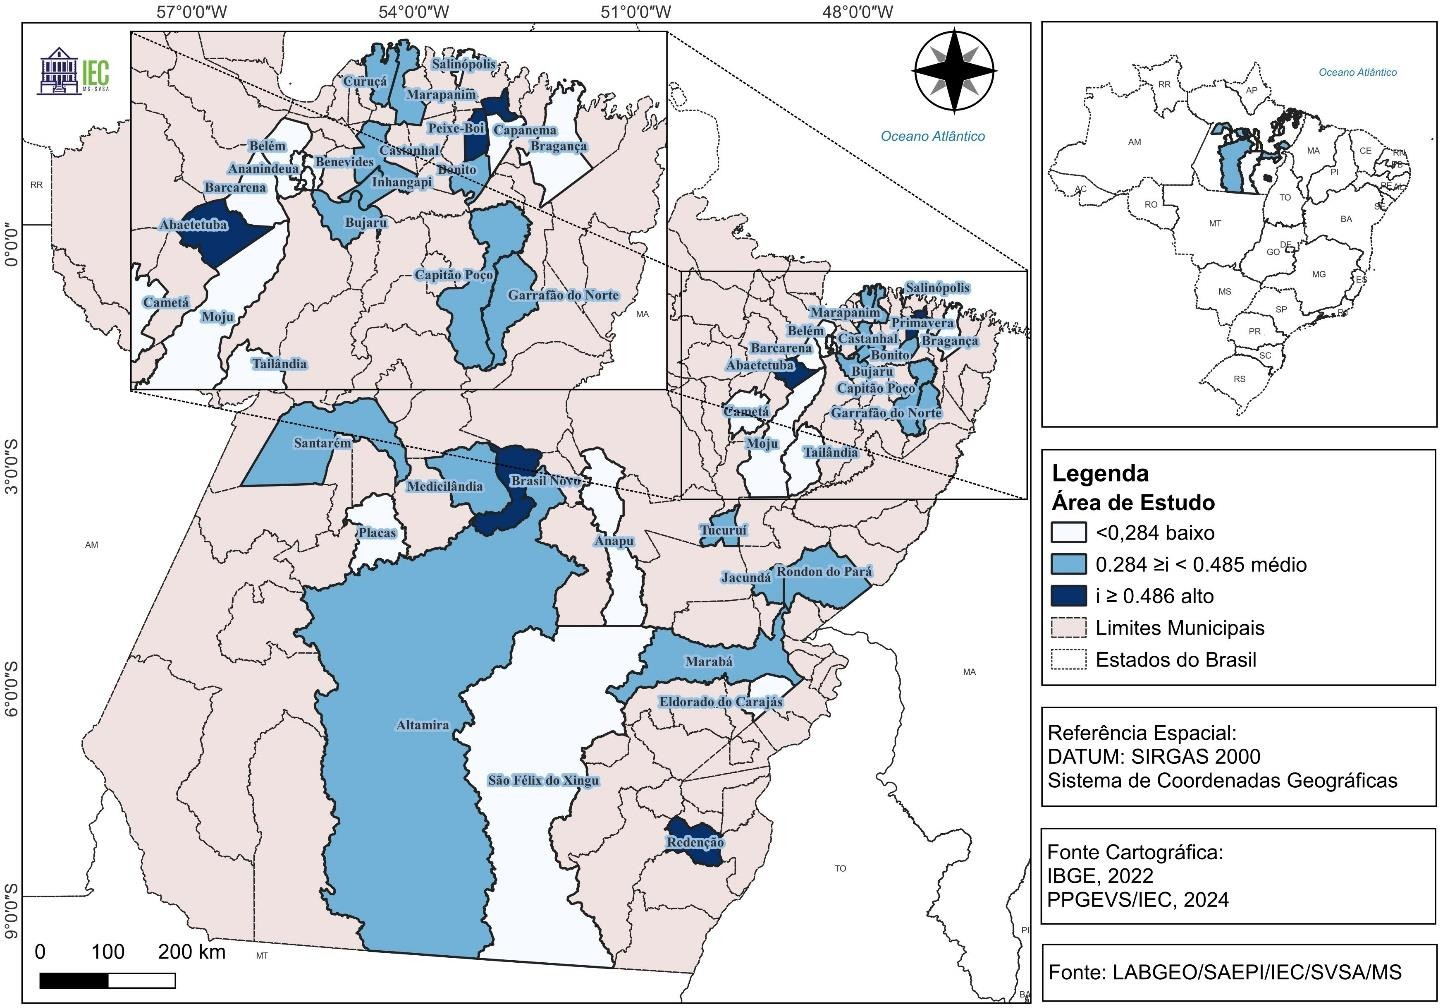 57°0'0"W
54°0'0"W
51°0'0"W
48°0'0"W
0°0'0"
3°0'0"S
6°0'0"S
9°0'0"S
IEC
MS-SVSA
Salinópolis
Curuçá
Marapanim
Peixe-Boi
Capanema
Belém
Castanhal
Bragança
Ananindeua
Benevides
Bonito
Barcarena
Inhangapi
Abaetetuba
Bujaru
Capitão Poço
Cametá
Garrafão do Norte
Moju
Tailândia
RR
MA
Oceano Atlântico
Salinópolis
Marapanim
Primavera
Belém
Castanhal
Bragança
Barcarena
Bonito
Abaetetuba
Bujaru
Capitão Poço
Cametá
Garrafão do Norte
Moju
Tailândia
Santarém
Medicilândia
Brasil Novo
Placas
Anapu
Tucuruí
Jacundá
Rondon do Pará
AM
Marabá
MA
Eldorado do Carajás
Altamira
São Félix do Xingu
Redenção
TO
MT
PI
BA
0 100 200 km
Oceano Atlântico
RR
AP
AM
MA
CE
RN
PI
AC
RO
TO
MT
BA
DF
GO
MG
ES
MS
SP
PR
SC
RS
Legenda
Área de Estudo
<0,284 baixo
0.284 ≥i < 0.485 médio
i ≥ 0.486 alto
Limites Municipais
Estados do Brasil
Referência Espacial:
DATUM: SIRGAS 2000
Sistema de Coordenadas Geográficas
Fonte Cartográfica:
IBGE, 2022
PPGEVS/IEC, 2024
Fonte: LABGEO/SAEPI/IEC/SVSA/MS